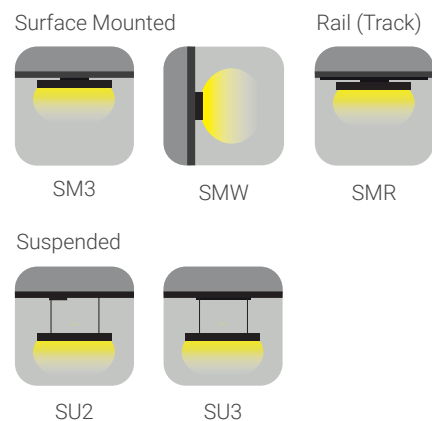 Surface Mounted
Rail (Track)
SM3
SMW
SMR
Suspended
SU2
SU3